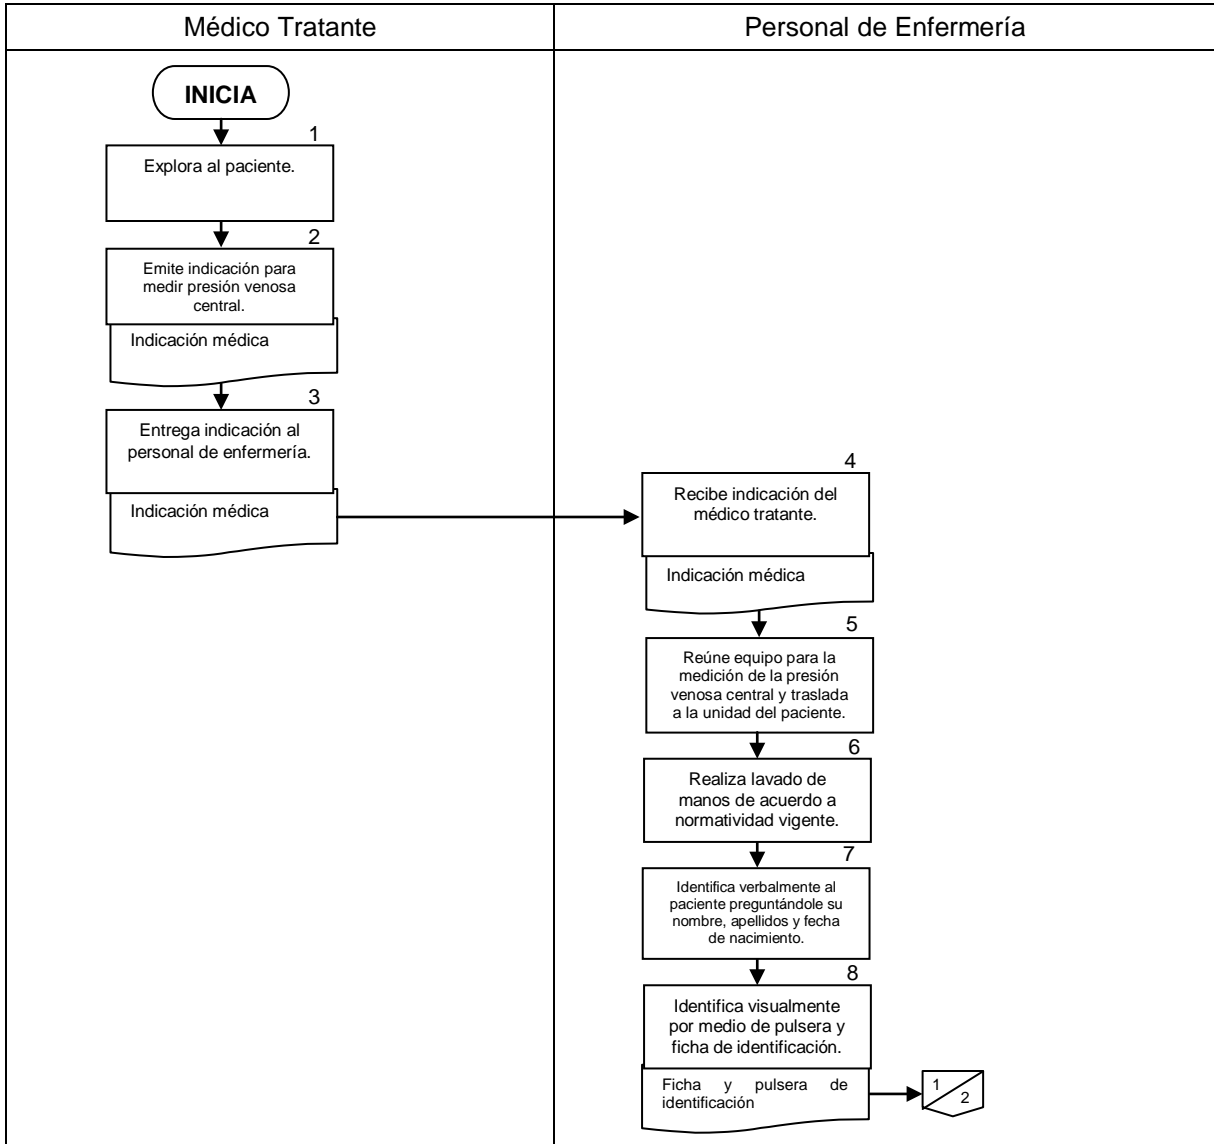 Médico Tratante
Personal de Enfermería
INICIA
1
Explora al paciente.
2
Emite indicación para
medir presión venosa
central.
Indicación médica
3
Entrega indicación al
personal de enfermería.
Indicación médica
4
Recibe indicación del
médico tratante.
Indicación médica
5
Reúne equipo para la
medición de la presión
venosa central y traslada
a la unidad del paciente.
6
Realiza lavado de
manos de acuerdo a
normatividad vigente.
7
Identifica verbalmente al
paciente preguntándole su
nombre, apellidos y fecha
de nacimiento.
8
Identifica visualmente
por medio de pulsera y
ficha de identificación.
Ficha y pulsera de
identificación
1
2